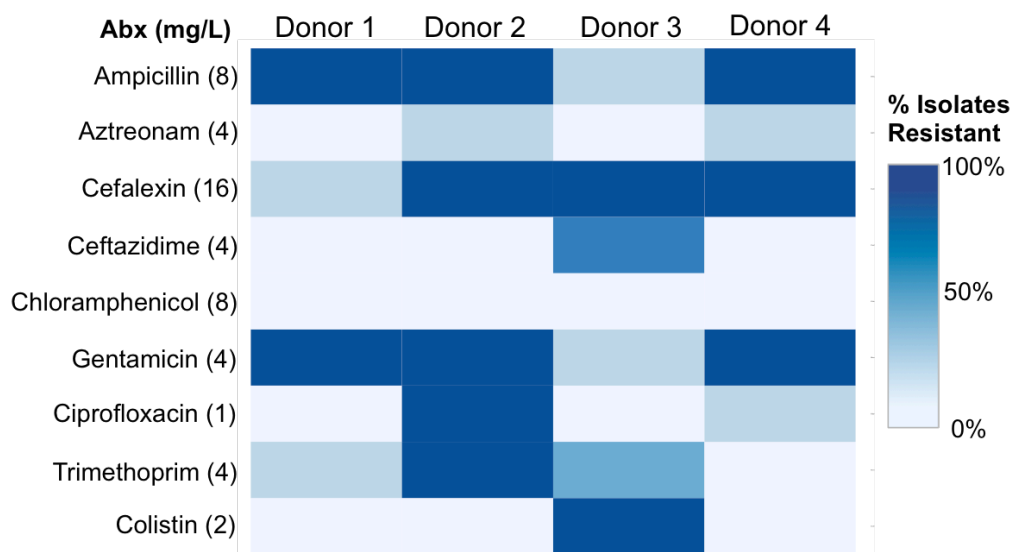 Abx (mg/L) Donor 1 Donor 2 Donor 3 Donor 4
Ampicillin (8)
Aztreonam (4)
Cefalexin (16)
Ceftazidime (4)
Chloramphenicol (8)
Gentamicin (4)
Ciprofloxacin (1)
Trimethoprim (4)
Colistin (2)
% Isolates
Resistant
100%
50%
0%